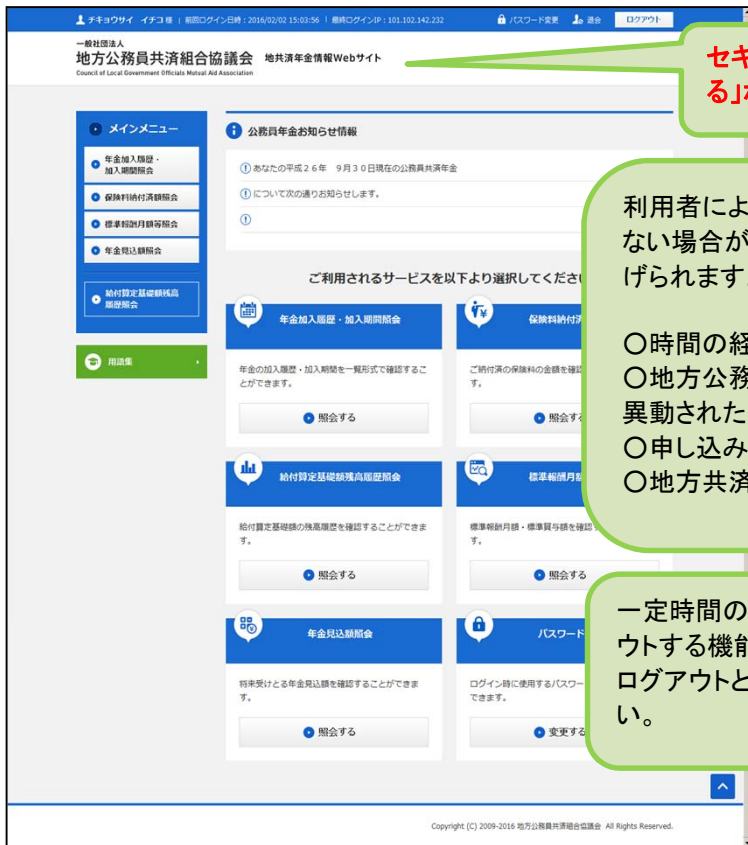 チキョウサイ イチコ 様 | 前回ログイン日時 : 2016/02/02 15:03:56 | 最終ログインIP : 101.102.142.232
パスワード変更
退会
ログアウト
一般社団法人
地方公務員共済組合協議会
地共済年金情報Webサイト
Council of Local Government Officials Mutual Aid Association
セキ
る」
メインメニュー
年金加入履歴・
加入期間照会
保険料納付済額照会
標準報酬月額等照会
年金見込額照会
給付算定基礎額残高
履歴照会
用語集
公務員年金お知らせ情報
あなたの平成26年 9月30日現在の公務員共済年金
について次の通りお知らせします。
利用者によ
ない場合が
げられます
〇時間の経
〇地方公務
異動された
〇申し込み
〇地方共済
ご利用されるサービスを以下より選択してくださ
年金加入履歴・加入期間照会
年金の加入履歴・加入期間を一覧形式で確認するこ
とができます。
照会する
保険料納付済
ご納付済の保険料の金額を確認
す。
照会する
給付算定基礎額残高履歴照会
給付算定基礎額の残高履歴を確認することができま
す。
照会する
標準報酬月額
標準報酬月額・標準賞与額を確認
す。
照会する
一定時間の
ウトする機能
ログアウトと
い。
年金見込額照会
将来受けとる年金見込額を確認することができま
す。
照会する
パスワード
ログイン時に使用するパスワー
できます。
変更する
Copyright (C) 2009-2016 地方公務員共済組合協議会 All Rights Reserved.